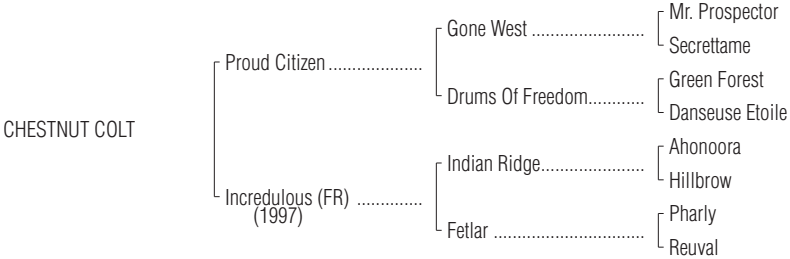 Mr. Prospector
Gone West ........................
Secrettame
Proud Citizen ....................
Green Forest
Drums Of Freedom............
Danseuse Etoile
CHESTNUT COLT
Ahonoora
Indian Ridge......................
Hillbrow
Incredulous (FR) ..............
(1997)
Pharly
Fetlar ................................
Reuval